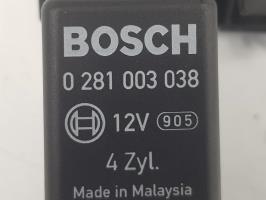 BOSCH
0 281 003 038
12V 905
4 Zyl.
Made in Malaysia